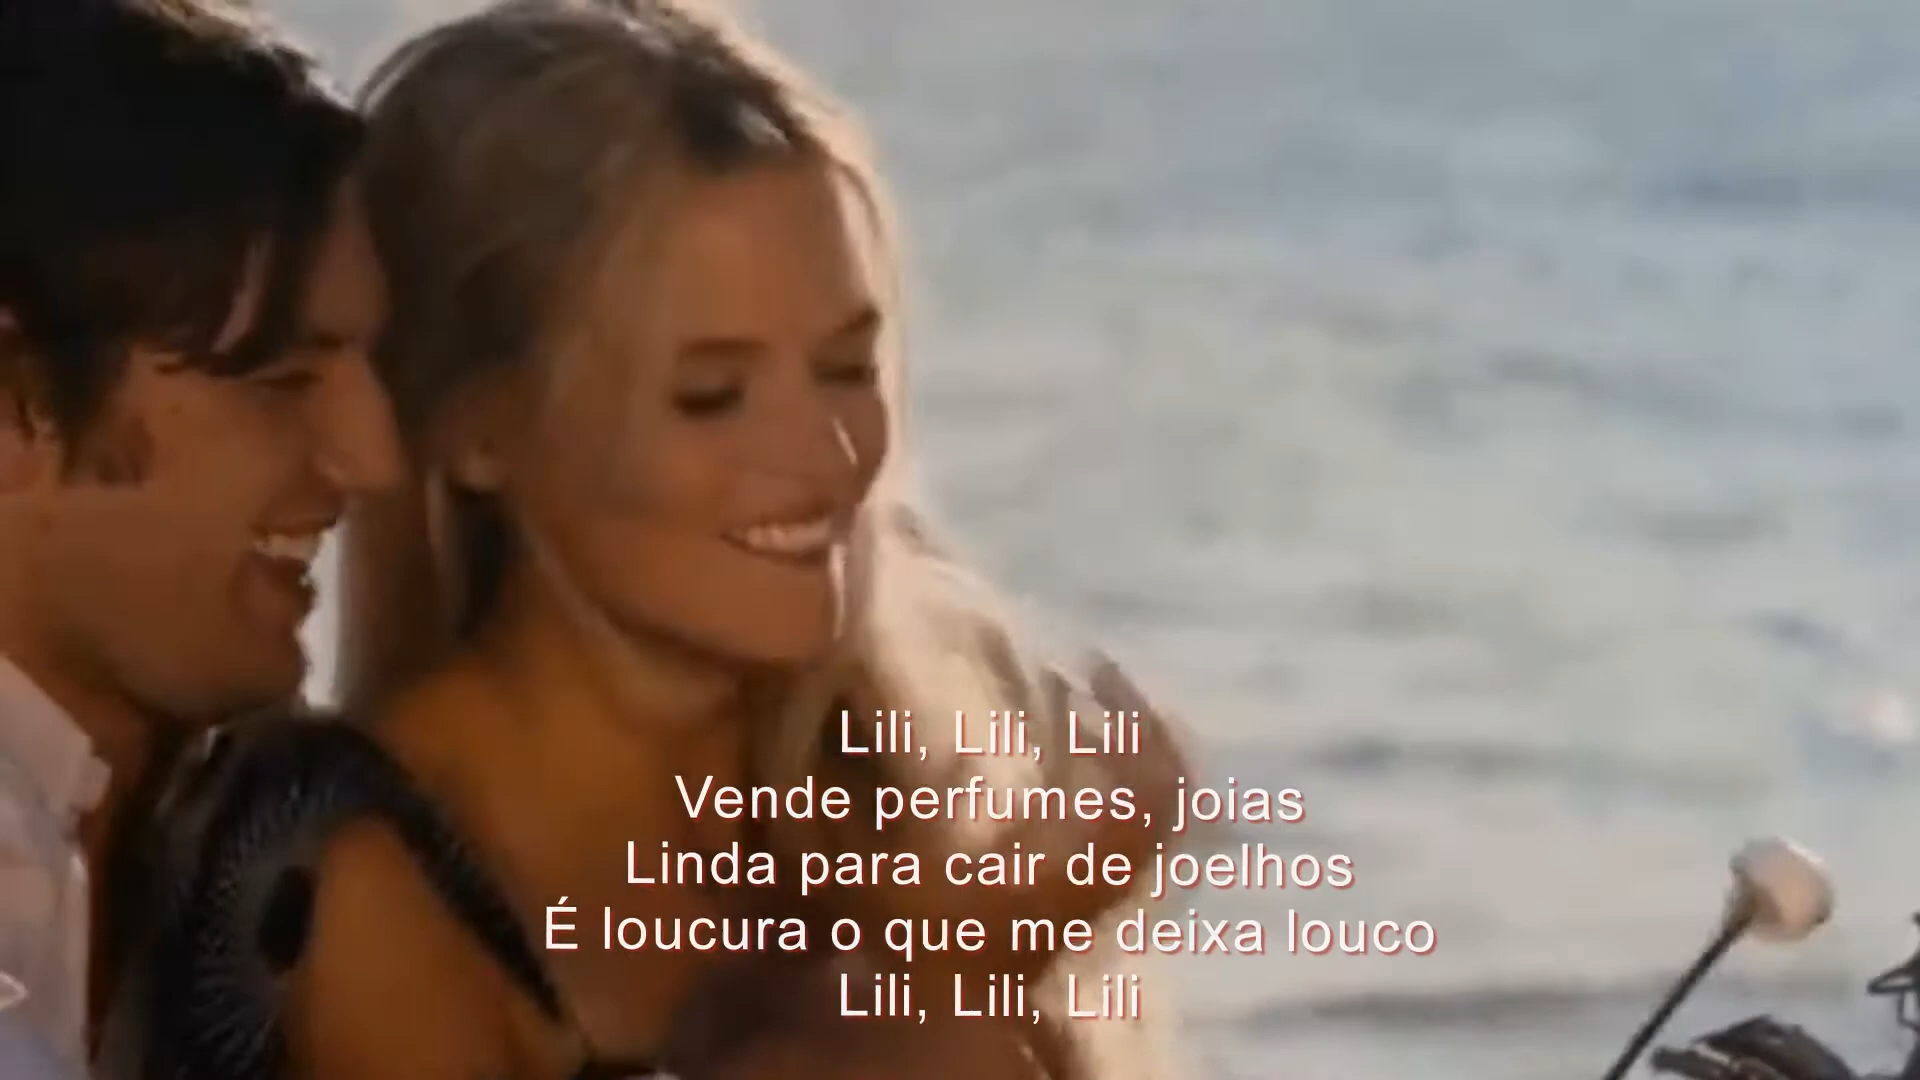 Lili, Lili, Lili
Vende perfumes, joias
Linda para cair de joelhos
É loucura o que me deixa louco
Lili, Lili, Lili